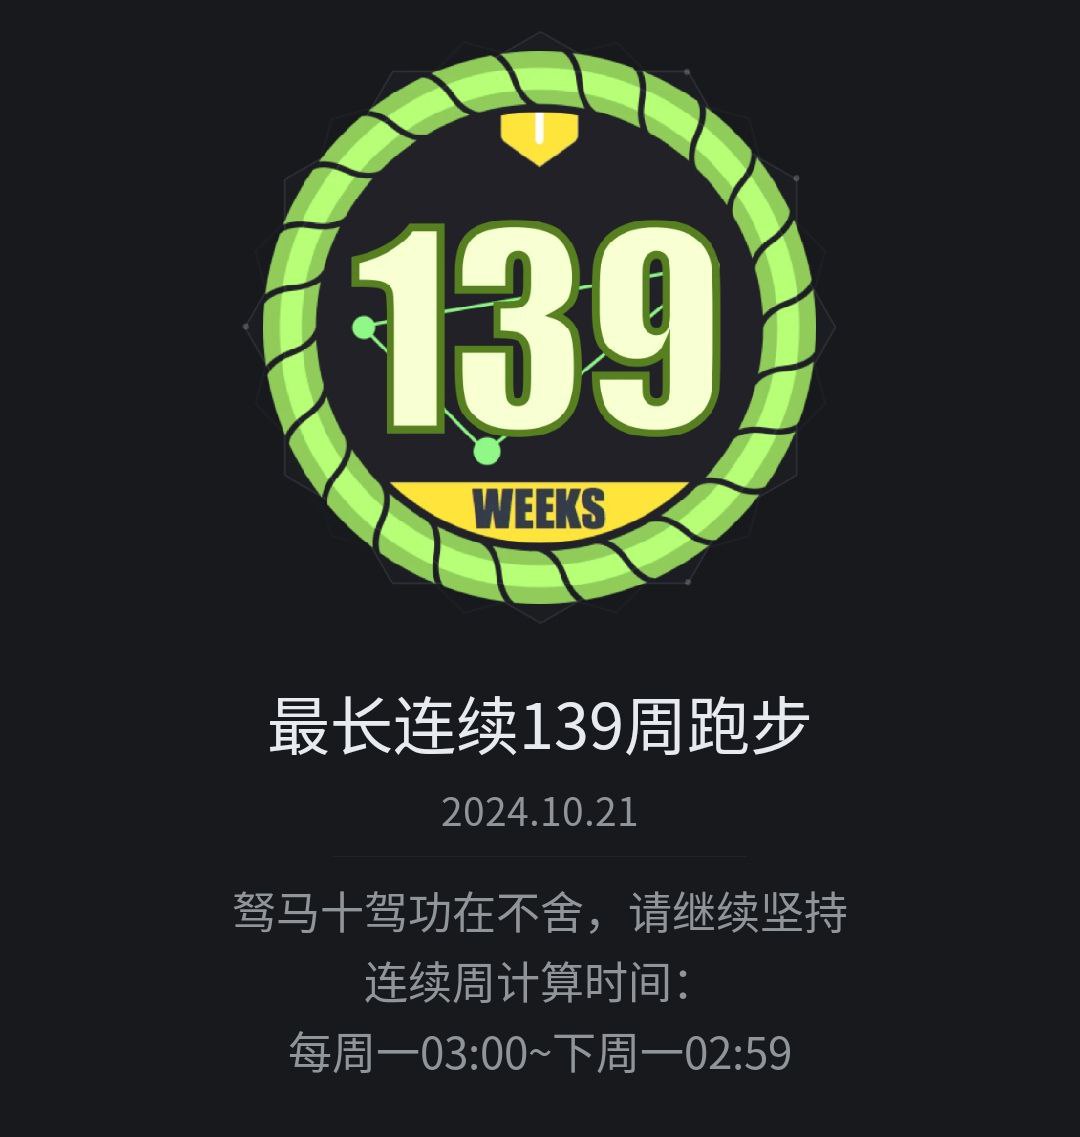 139
WEEKS
最长连续139周跑步
2024.10.21
驽马十驾功在不舍，请继续坚持
连续周计算时间：
每周一03:00~下周一02:59